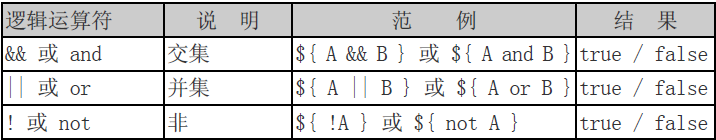 逻辑运算符 说 明 范 例 结 果
&& 或 and 交集 ${ A && B } 或 ${ A and B } true / false
|| 或 or 并集 ${ A || B } 或 ${ A or B } true / false
! 或 not 非 ${ !A } 或 ${ not A } true / false